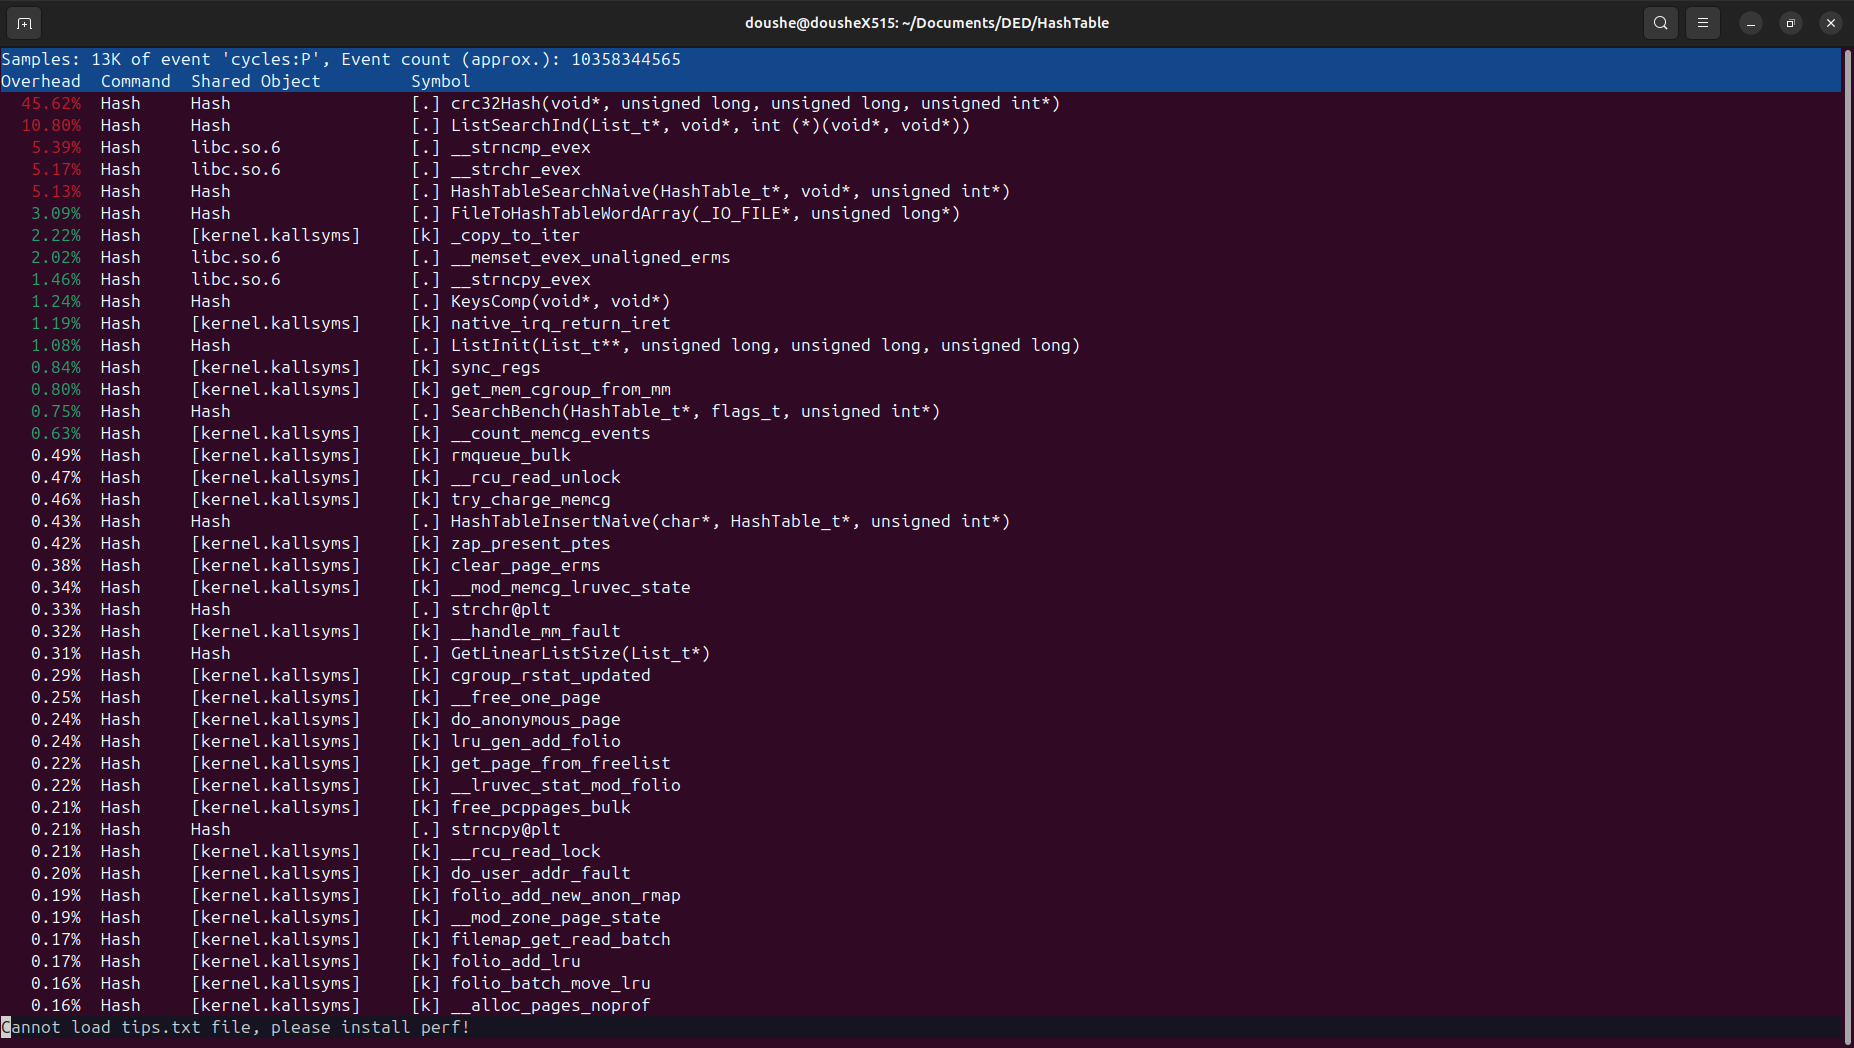 doushe@dousheX515: ~/Documents/DED/HashTable
Samples: 13K of event 'cycles:P', Event count (approx.): 10358344565
Overhead  Command  Shared Object         Symbol
45.62%  Hash     Hash                  [.] crc32Hash(void*, unsigned long, unsigned long, unsigned int*)
10.80%  Hash     Hash                  [.] ListSearchInd(List_t*, void*, int (*)(void*, void*))
5.39%  Hash     libc.so.6             [.] __strncmp_evex
5.17%  Hash     libc.so.6             [.] __strchr_evex
5.13%  Hash     Hash                  [.] HashTableSearchNaive(HashTable_t*, void*, unsigned int*)
3.09%  Hash     Hash                  [.] FileToHashTableWordArray(_IO_FILE*, unsigned long*)
2.22%  Hash     [kernel.kallsyms]     [k] _copy_to_iter
2.02%  Hash     libc.so.6             [.] __memset_evex_unaligned_erms
1.46%  Hash     libc.so.6             [.] __strncpy_evex
1.24%  Hash     Hash                  [.] KeysComp(void*, void*)
1.19%  Hash     [kernel.kallsyms]     [k] native_irq_return_iret
1.08%  Hash     Hash                  [.] ListInit(List_t**, unsigned long, unsigned long, unsigned long)
0.84%  Hash     [kernel.kallsyms]     [k] sync_regs
0.80%  Hash     [kernel.kallsyms]     [k] get_mem_cgroup_from_mm
0.75%  Hash     Hash                  [.] SearchBench(HashTable_t*, flags_t, unsigned int*)
0.63%  Hash     [kernel.kallsyms]     [k] __count_memcg_events
0.49%  Hash     [kernel.kallsyms]     [k] rmqueue_bulk
0.47%  Hash     [kernel.kallsyms]     [k] __rcu_read_unlock
0.46%  Hash     [kernel.kallsyms]     [k] try_charge_memcg
0.43%  Hash     Hash                  [.] HashTableInsertNaive(char*, HashTable_t*, unsigned int*)
0.42%  Hash     [kernel.kallsyms]     [k] zap_present_ptes
0.38%  Hash     [kernel.kallsyms]     [k] clear_page_erms
0.34%  Hash     [kernel.kallsyms]     [k] __mod_memcg_lruvec_state
0.33%  Hash     Hash                  [.] strchr@plt
0.32%  Hash     [kernel.kallsyms]     [k] __handle_mm_fault
0.31%  Hash     Hash                  [.] GetLinearListSize(List_t*)
0.29%  Hash     [kernel.kallsyms]     [k] cgroup_rstat_updated
0.25%  Hash     [kernel.kallsyms]     [k] __free_one_page
0.24%  Hash     [kernel.kallsyms]     [k] do_anonymous_page
0.24%  Hash     [kernel.kallsyms]     [k] lru_gen_add_folio
0.22%  Hash     [kernel.kallsyms]     [k] get_page_from_freelist
0.22%  Hash     [kernel.kallsyms]     [k] __lruvec_stat_mod_folio
0.21%  Hash     [kernel.kallsyms]     [k] free_pcppages_bulk
0.21%  Hash     Hash                  [.] strncpy@plt
0.21%  Hash     [kernel.kallsyms]     [k] __rcu_read_lock
0.20%  Hash     [kernel.kallsyms]     [k] do_user_addr_fault
0.19%  Hash     [kernel.kallsyms]     [k] folio_add_new_anon_rmap
0.19%  Hash     [kernel.kallsyms]     [k] __mod_zone_page_state
0.17%  Hash     [kernel.kallsyms]     [k] filemap_get_read_batch
0.17%  Hash     [kernel.kallsyms]     [k] folio_add_lru
0.16%  Hash     [kernel.kallsyms]     [k] folio_batch_move_lru
0.16%  Hash     [kernel.kallsyms]     [k] __alloc_pages_noprof
Cannot load tips.txt file, please install perf!